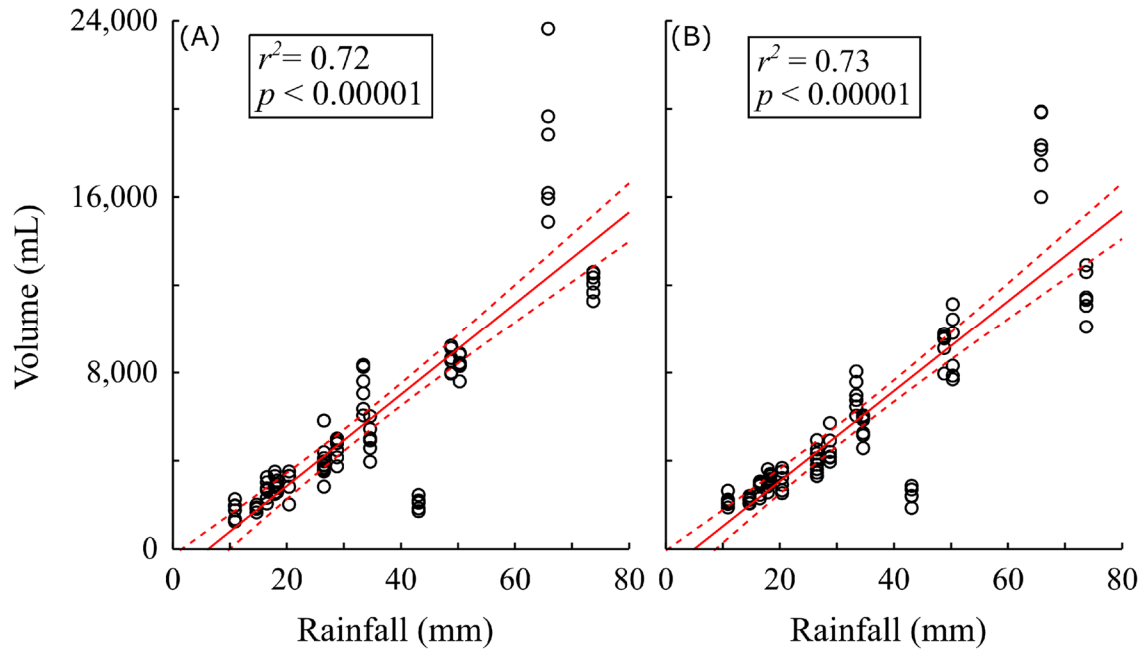 (A)
r²= 0.72
p < 0.00001
(B)
r² = 0.73
p < 0.00001
24,000
16,000
8,000
0
Volume (mL)
0 20 40 60 80
0 20 40 60 80
Rainfall (mm)
Rainfall (mm)